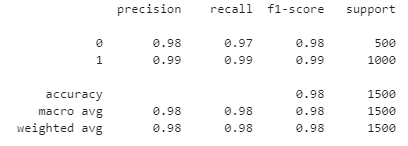 precision recall f1-score support
0 0.98 0.97 0.98 500
1 0.99 0.99 0.99 1000
accuracy 0.98 1500
macro avg 0.98 0.98 0.98 1500
weighted avg 0.98 0.98 0.98 1500